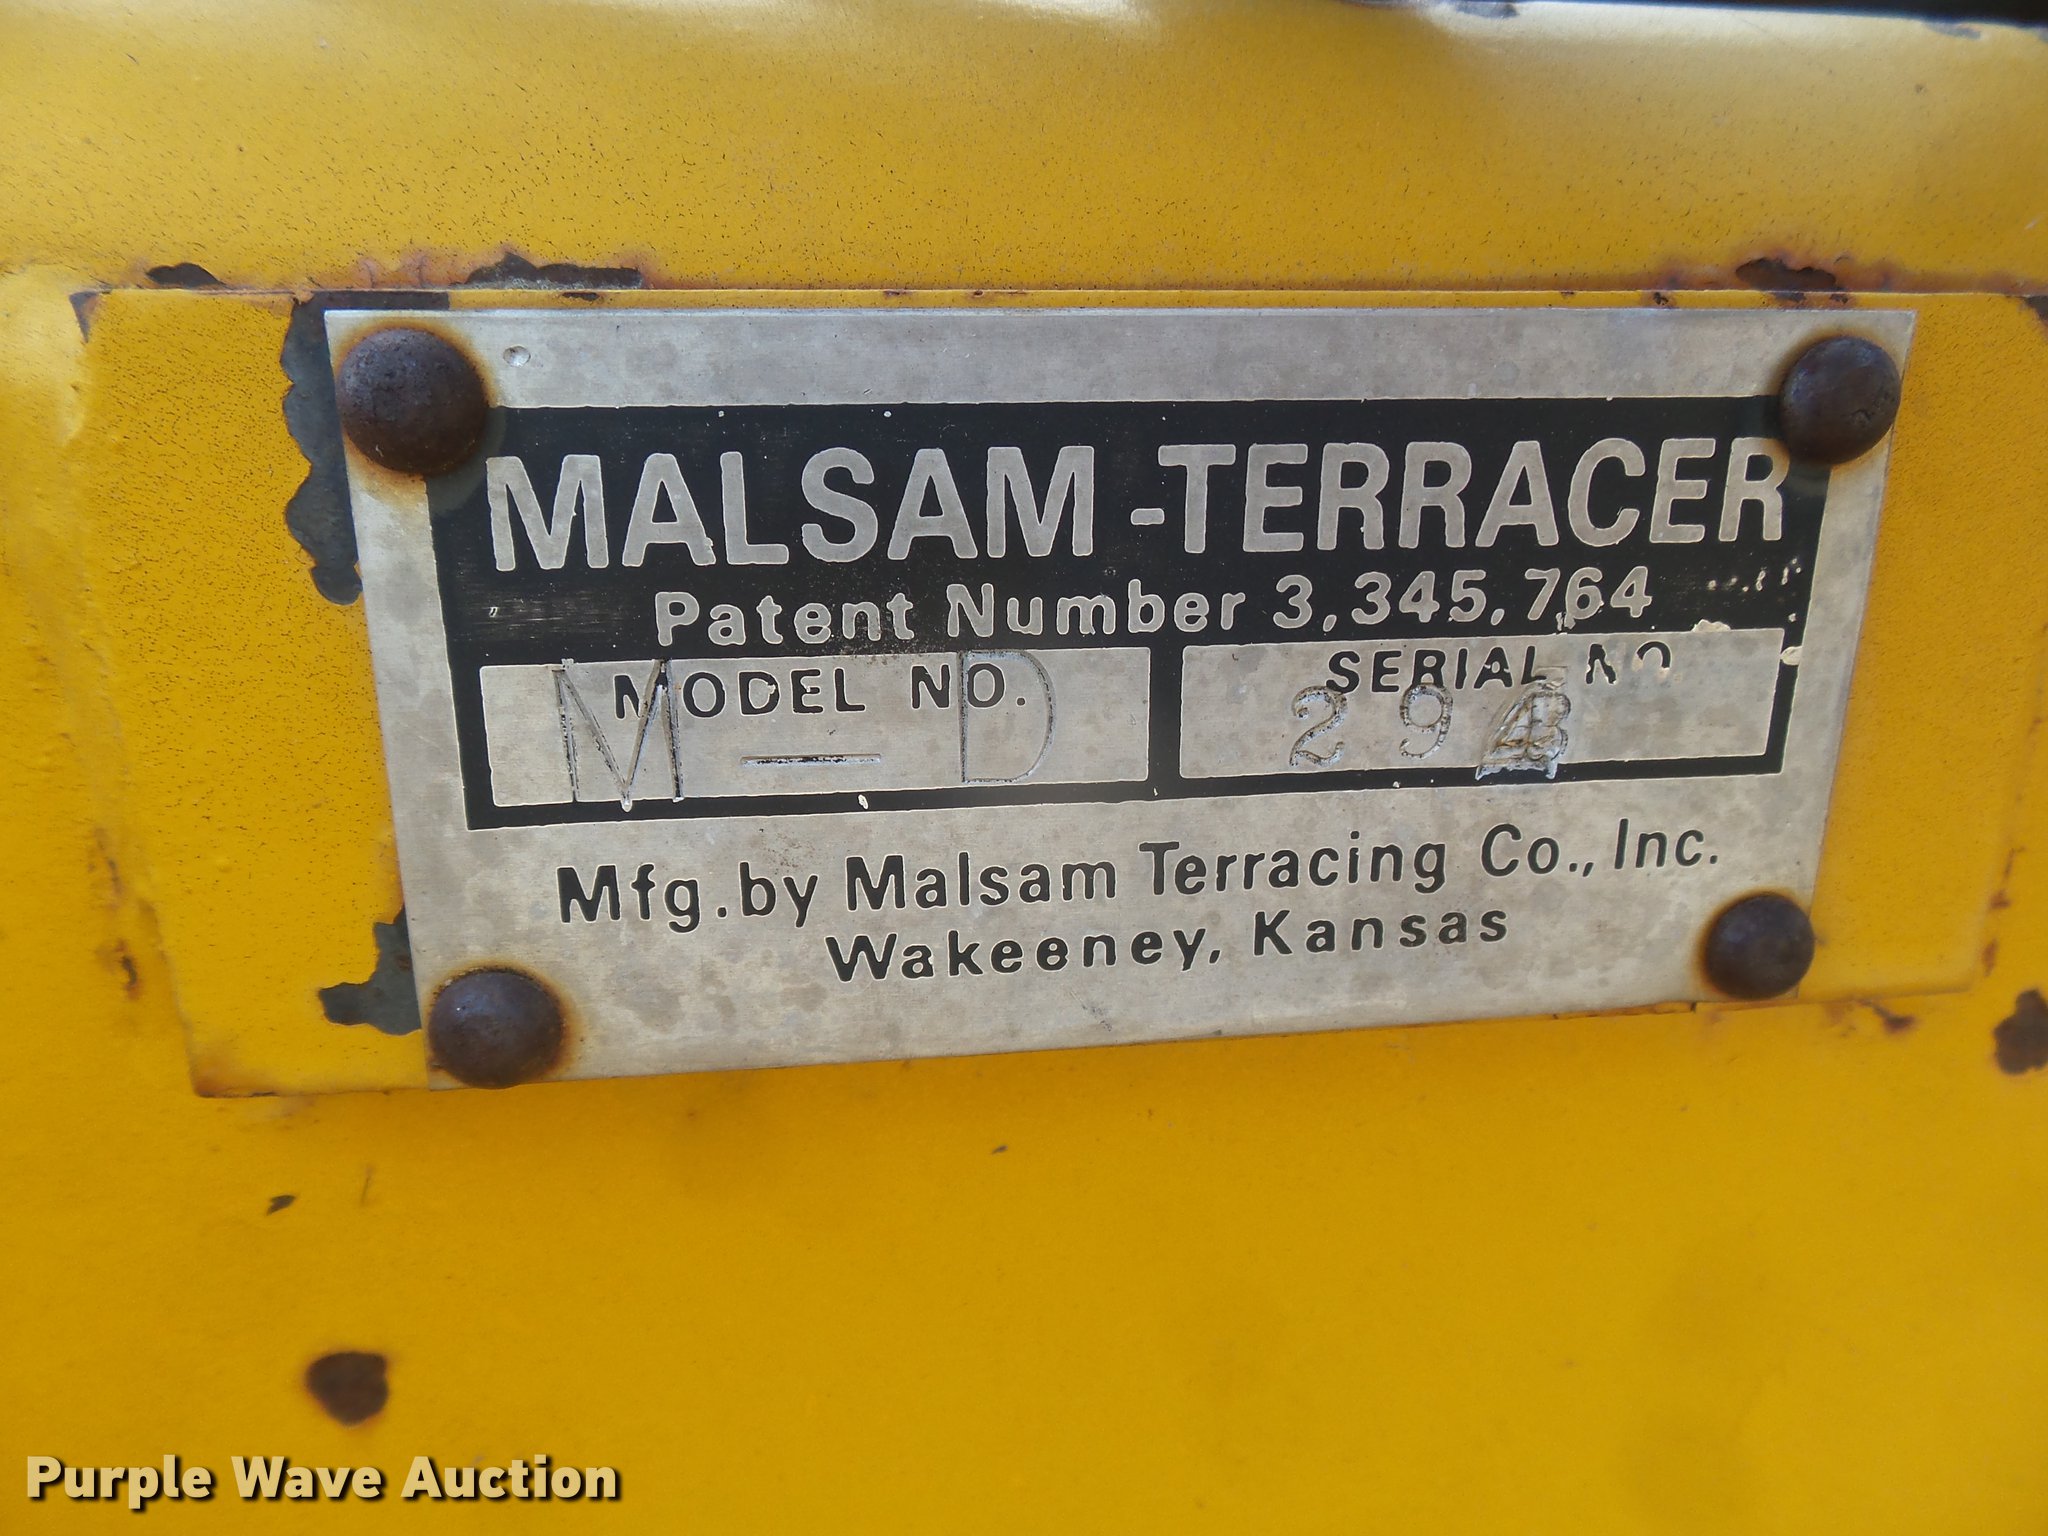 MALSAM-TERRACER
Patent Number 3,345,764
MODEL NO.
M — D
SERIAL NO.
Mfg. by Malsam Terracing Co., Inc.
Wakeeney, Kansas
Purple Wave Auction